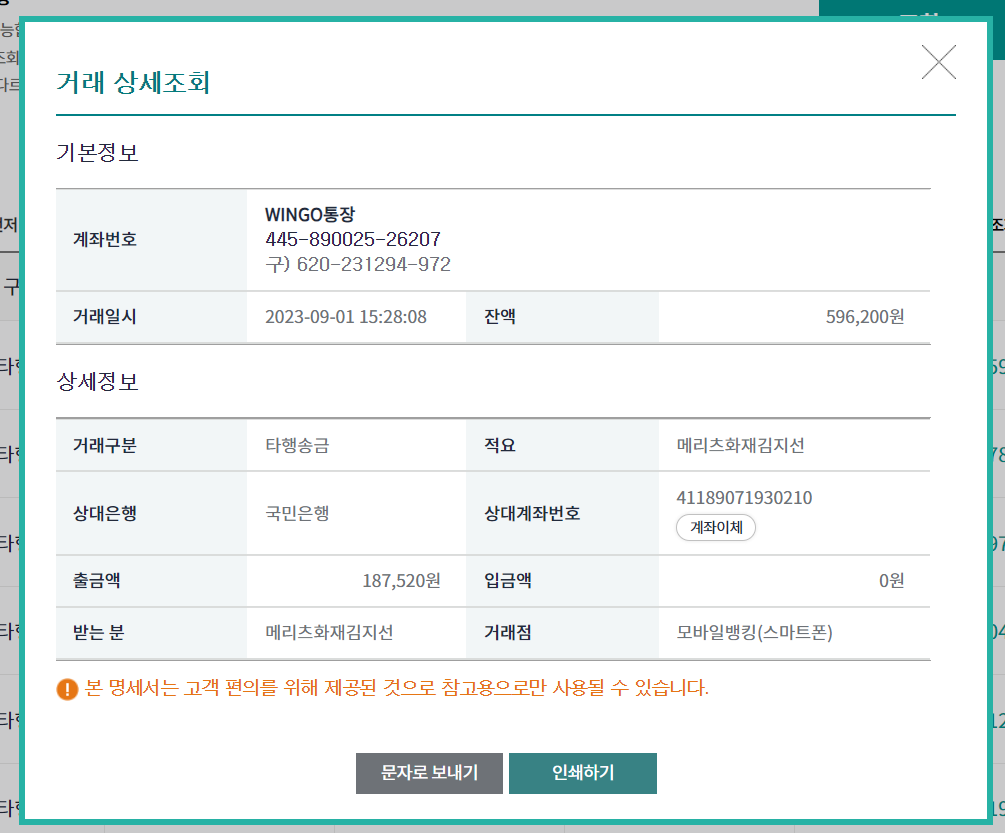 거래 상세조회
기본정보
계좌번호
WINGO통장
445-890025-26207
구) 620-231294-972
거래일시 2023-09-01 15:28:08 잔액 596,200원
상세정보
거래구분 타행송금 적요 메리츠화재김지선
상대은행 국민은행 상대계좌번호 41189071930210
계좌이체
출금액 187,520원 입금액 0원
받는 분 메리츠화재김지선 거래점 모바일뱅킹(스마트폰)
! 본 명세서는 고객 편의를 위해 제공된 것으로 참고용으로만 사용될 수 있습니다.
문자로 보내기 인쇄하기